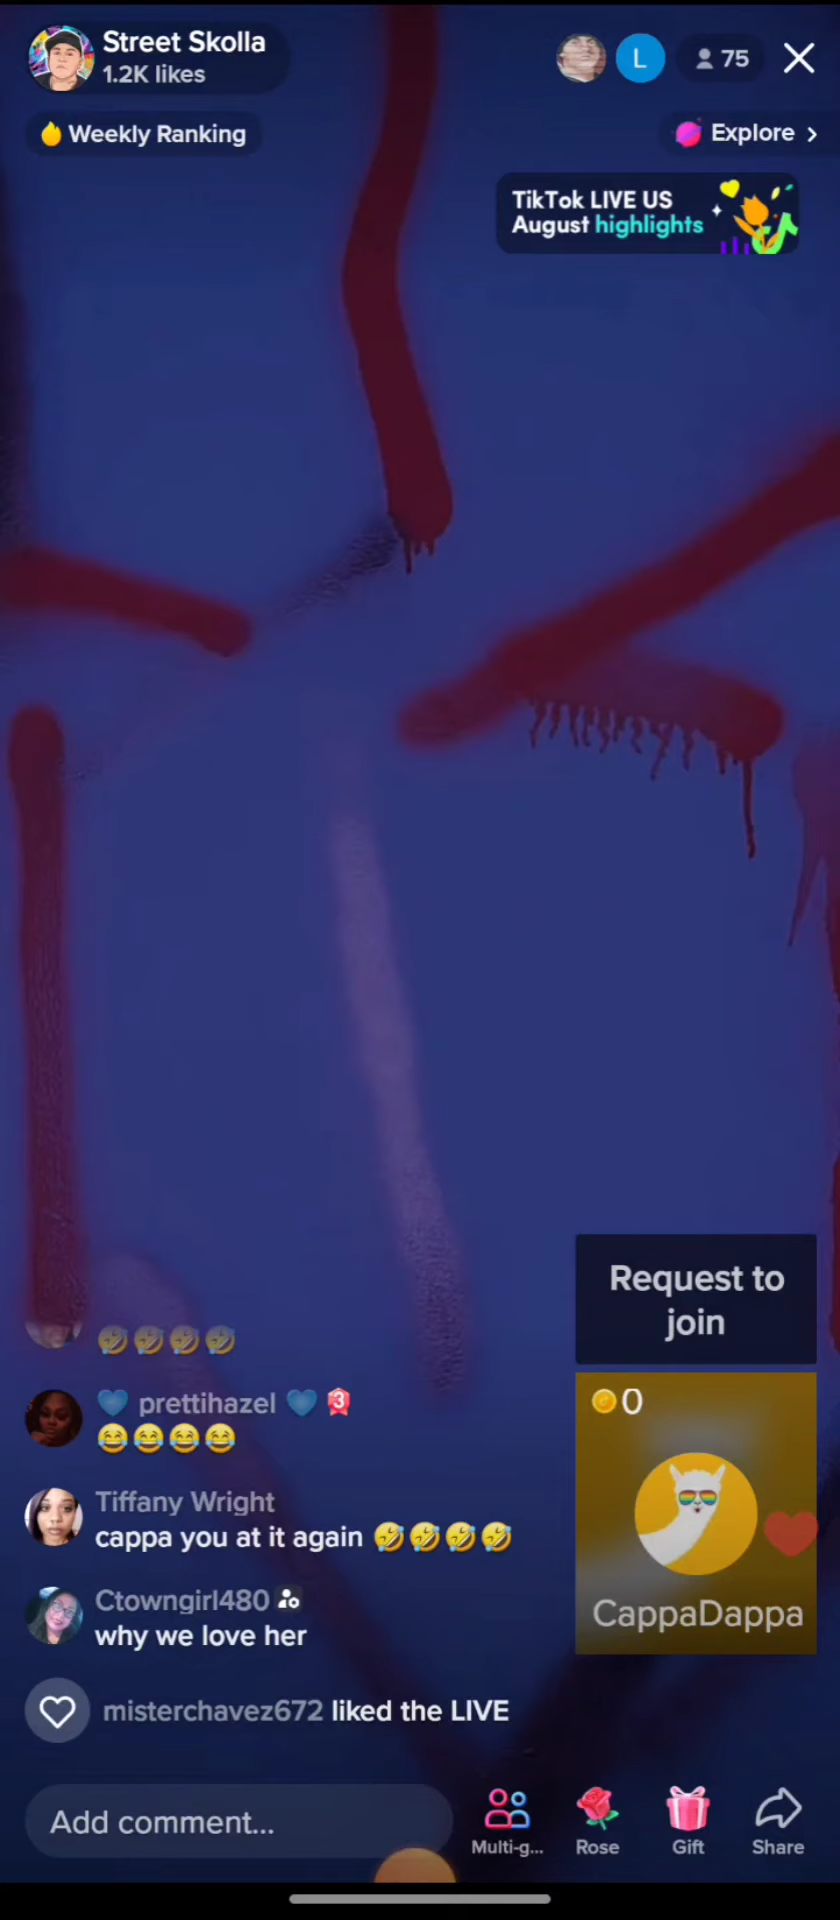 Street Skolla
1.2K likes
L
75
Weekly Ranking
Explore >
TikTok LIVE US
August highlights
Request to
join
🤣🤣🤣🤣
💙 prettihazel 💙 3
😂😂😂😂
0
Tiffany Wright
cappa you at it again 🤣🤣🤣🤣
Ctowngirl480
why we love her
CappaDappa
misterchavez672 liked the LIVE
Add comment...
Multi-g...
Rose
Gift
Share